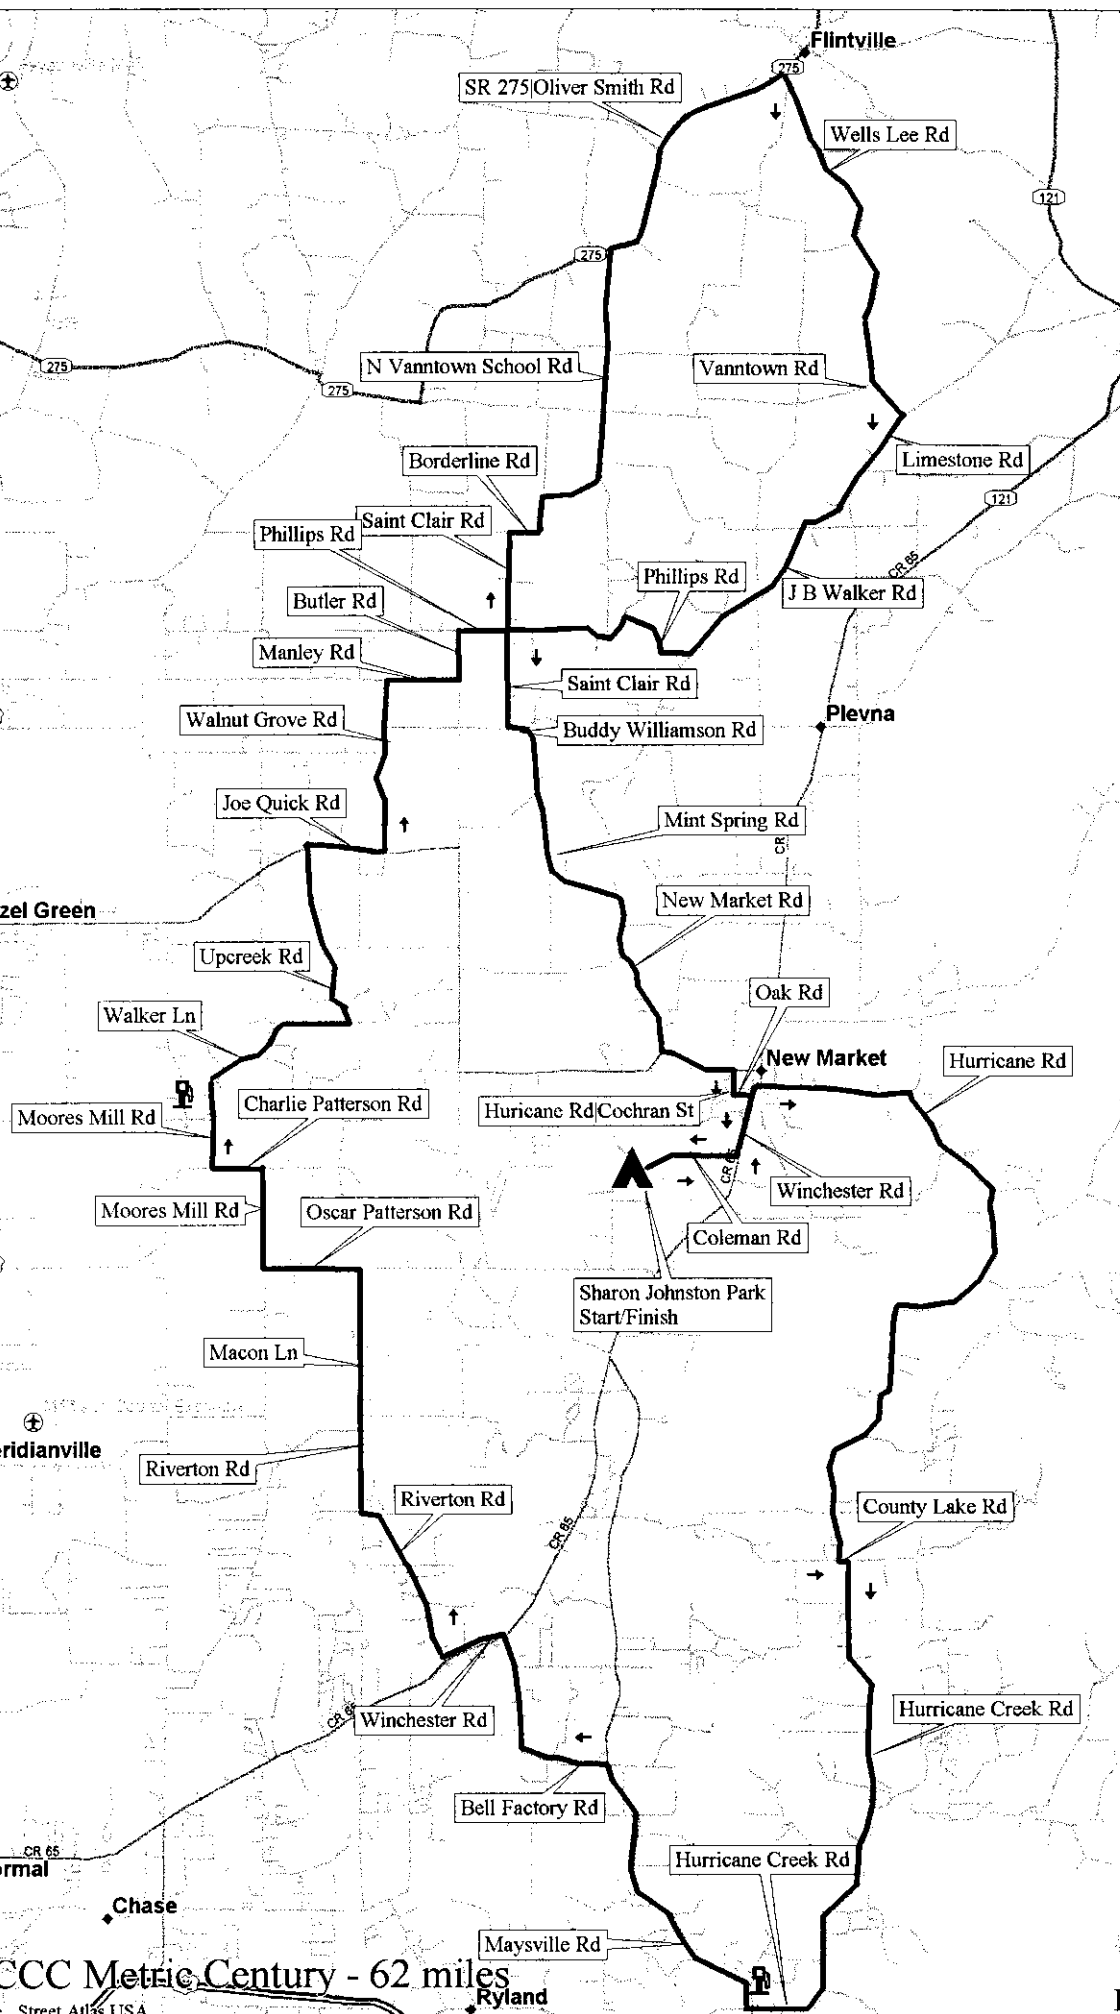 Flintville
275
SR 275|Oliver Smith Rd
Wells Lee Rd
121
275
N Vanntown School Rd
Vanntown Rd
275
275
Borderline Rd
Limestone Rd
121
Saint Clair Rd
Phillips Rd
CR 65
Phillips Rd
J B Walker Rd
Butler Rd
Manley Rd
Saint Clair Rd
Walnut Grove Rd
Plevna
Buddy Williamson Rd
Joe Quick Rd
Mint Spring Rd
CR
zel Green
New Market Rd
Upcreek Rd
Oak Rd
Walker Ln
New Market
Hurricane Rd
Charlie Patterson Rd
Huricane Rd|Cochran St
Moores Mill Rd
CR 65
Winchester Rd
Moores Mill Rd
Oscar Patterson Rd
Coleman Rd
Sharon Johnston Park
Start/Finish
Macon Ln
eridianville
Riverton Rd
Riverton Rd
County Lake Rd
CR 65
Hurricane Creek Rd
CR 65
Winchester Rd
Bell Factory Rd
CR 65
ormal
Hurricane Creek Rd
Chase
Maysville Rd
CCC Metric Century - 62 miles
Ryland
Street Atlas USA